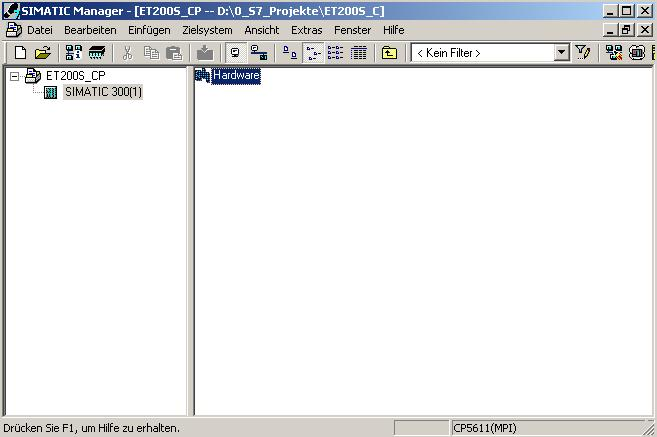 SIMATIC Manager - [ET200S_CP -- D:\0_S7_Projekte\ET200S_C]
Datei Bearbeiten Einfügen Zielsystem Ansicht Extras Fenster Hilfe
< Kein Filter >
ET200S_CP
SIMATIC 300(1)
Hardware
Drücken Sie F1, um Hilfe zu erhalten.
CP5611(MPI)